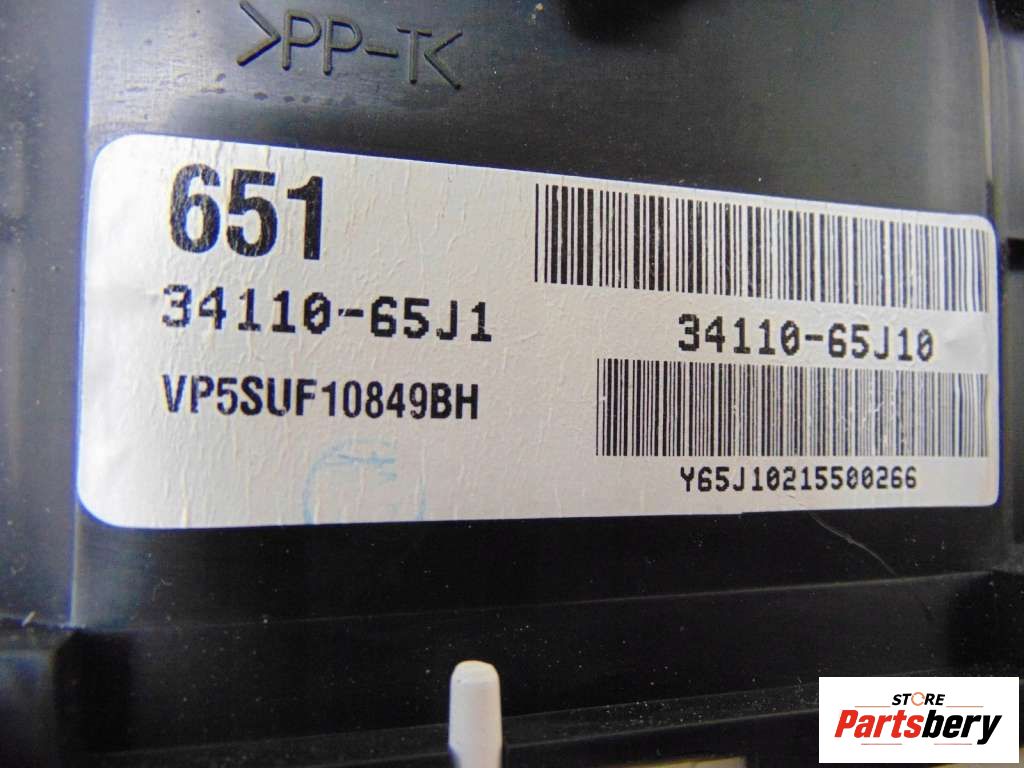 >PP-T<
651
34110-65J1
VP5SUF10849BH
34110-65J10
Y65J10215500266
STORE
Partsbery